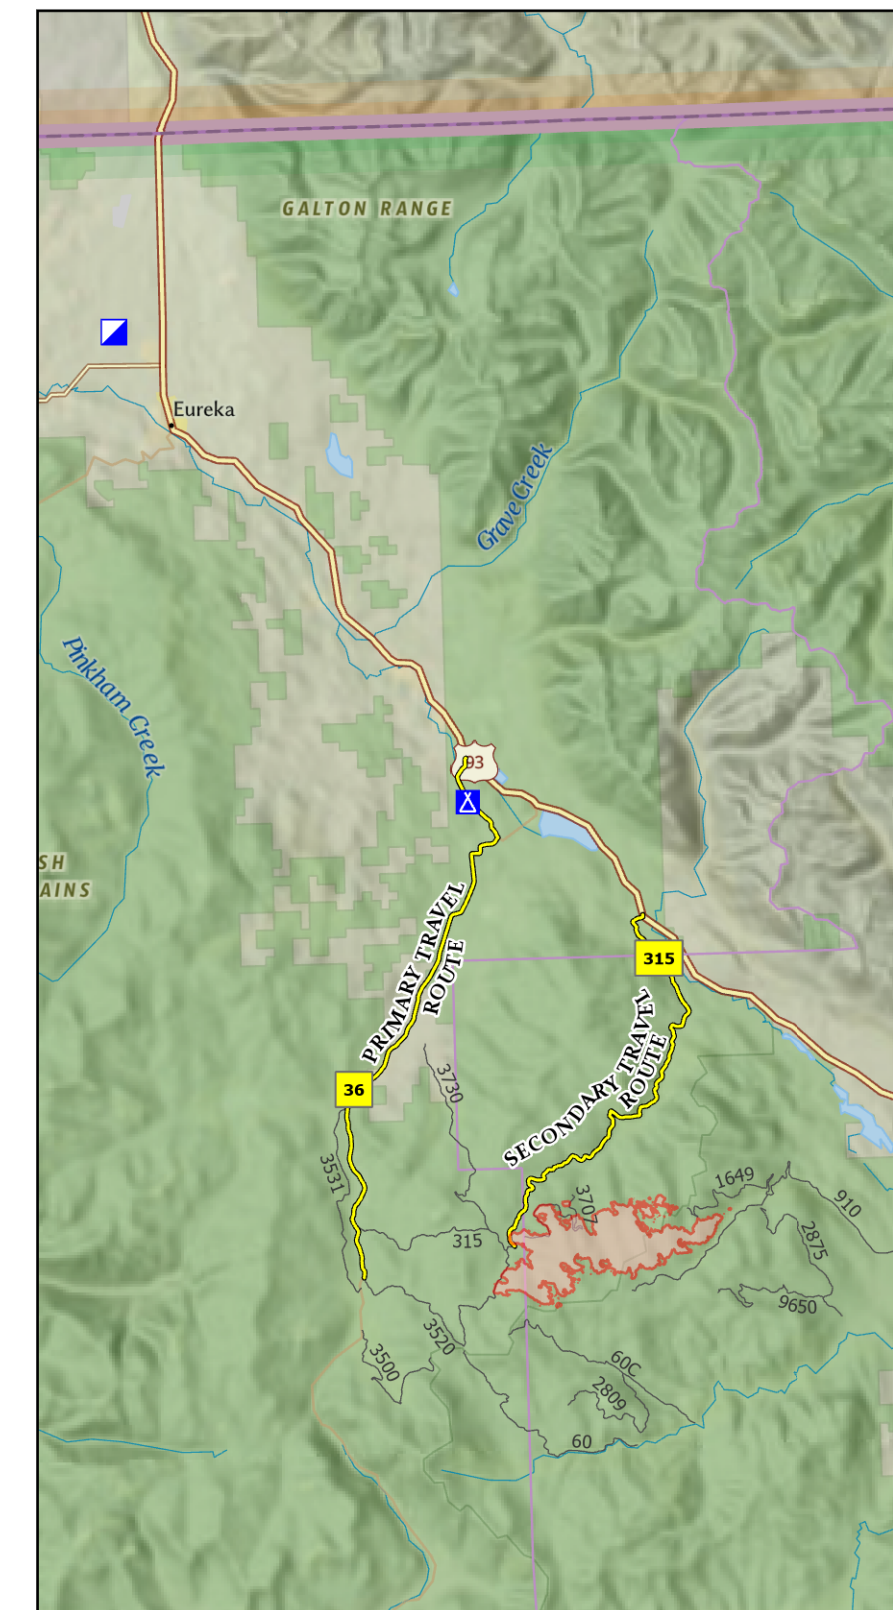 GALTON RANGE
Eureka
Grave Creek
Pinkham Creek
93
SH
AINS
PRIMARY TRAVEL
ROUTE
315
SECONDARY TRAVEL
ROUTE
36
3730
3531
1649
3707
910
315
2875
9650
3520
3500
60C
2809
60